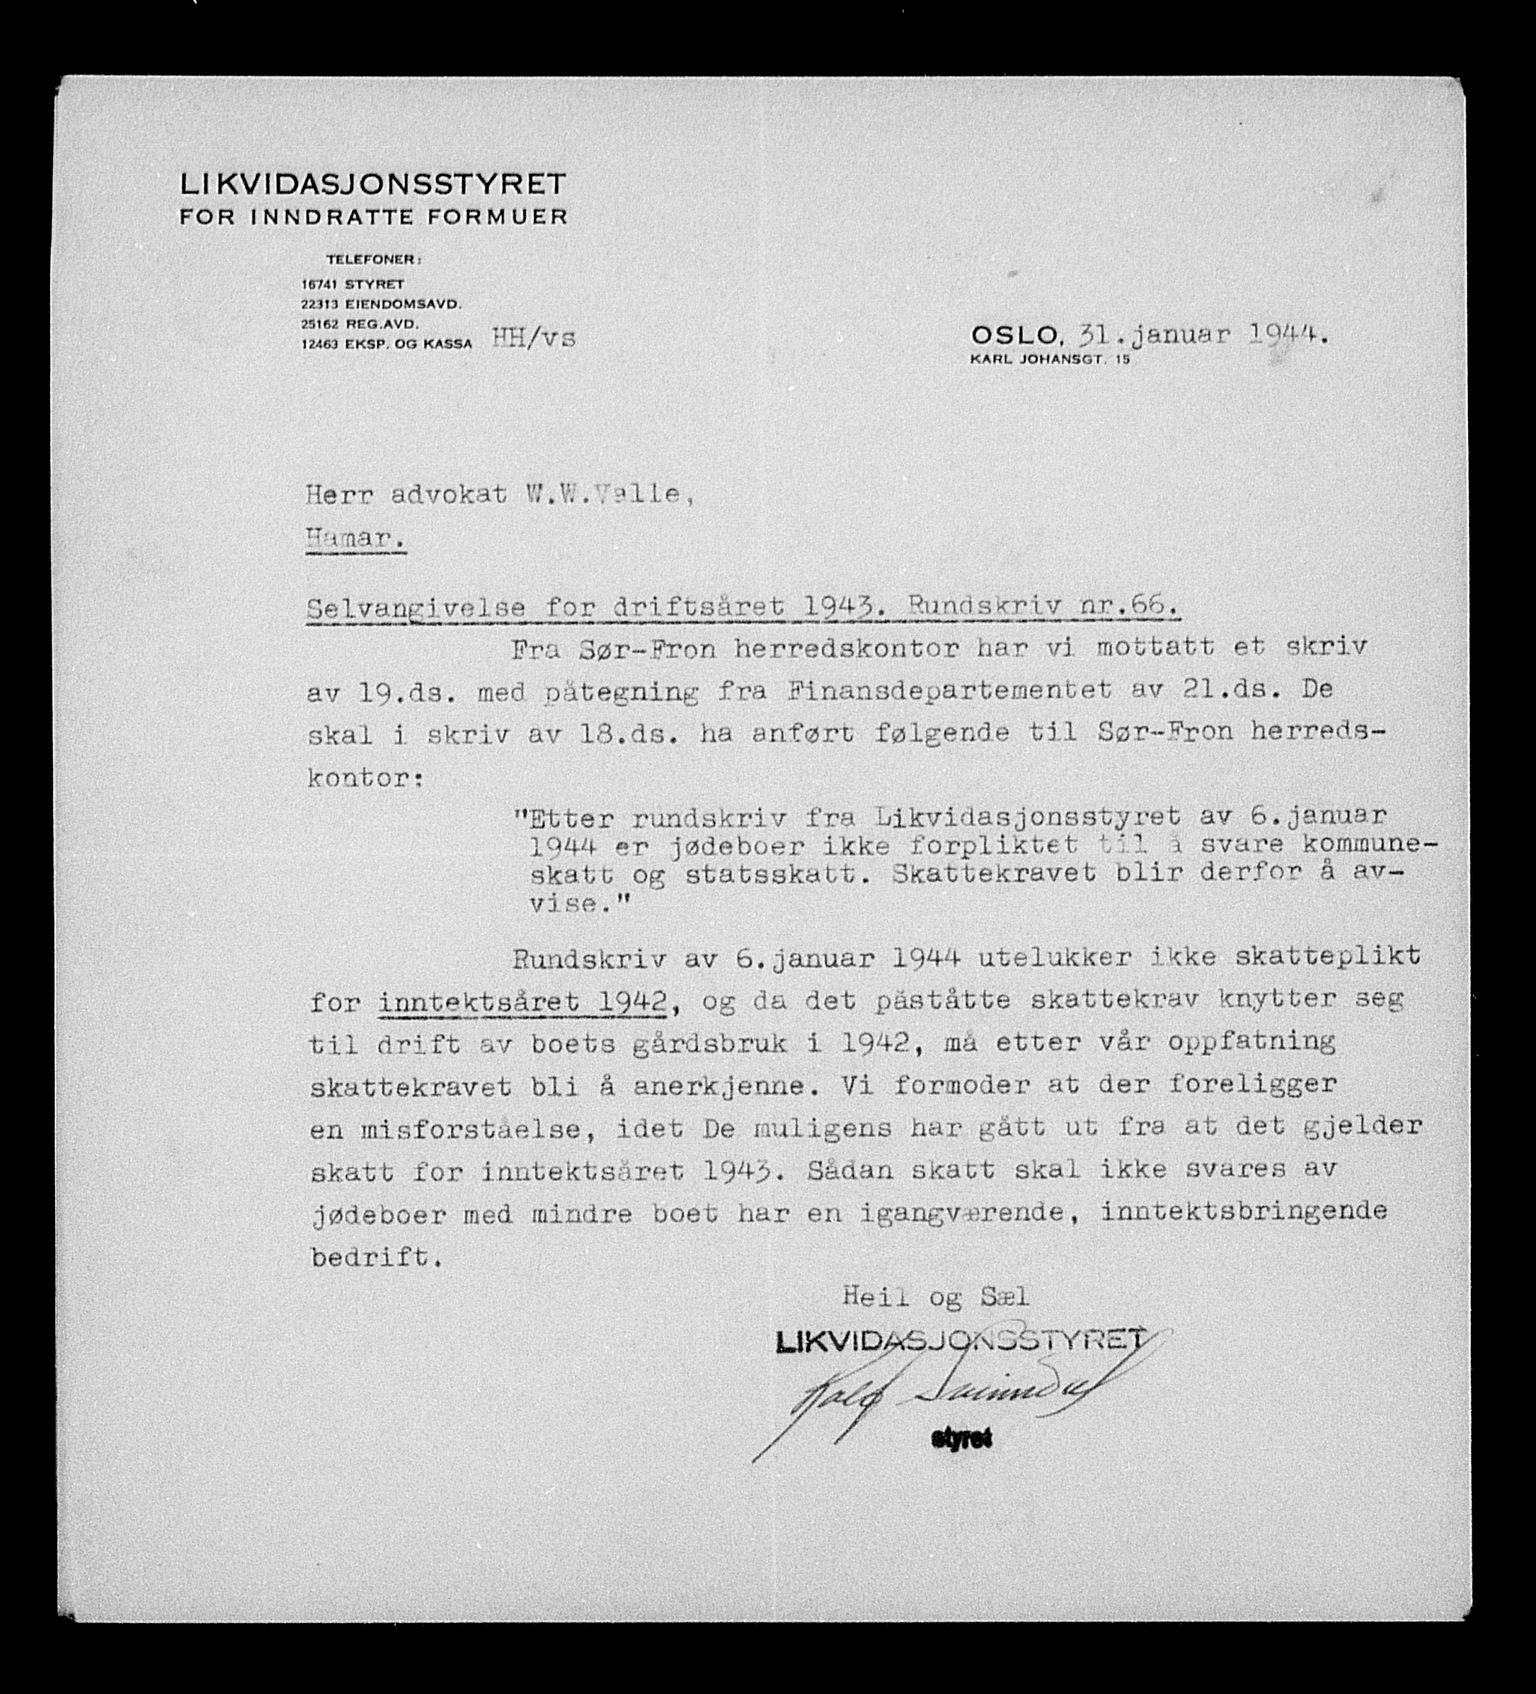 LIKVIDASJONSSTYRET
FOR INNDRATTE FORMUER
TELEFONER:
16741 STYRET
22313 EIENDOMSAVD.
25162 REG.AVD.
12463 EKSP. OG KASSA HH/vs
OSLO, 31.januar 1944.
KARL JOHANSGT. 15
Herr advokat W.W.Valle,
Hamar.
Selvangivelse for driftsåret 1943. Rundskriv nr.66.
Fra Sør-Fron herredskontor har vi mottatt et skriv
av 19.ds. med påtegning fra Finansdepartementet av 21.ds. De
skal i skriv av 18.ds. ha anført følgende til Sør-Fron herreds-
kontor:
"Etter rundskriv fra Likvidasjonsstyret av 6.januar
1944 er jødeboer ikke forpliktet til å svare kommune-
skatt og statsskatt. Skattekravet blir derfor å av-
vise."
Rundskriv av 6.januar 1944 utelukker ikke skatteplikt
for inntektsåret 1942, og da det påståtte skattekrav knytter seg
til drift av boets gårdsbruk i 1942, må etter vår oppfatning
skattekravet bli å anerkjenne. Vi formoder at der foreligger
en misforståelse, idet De muligens har gått ut fra at det gjelder
skatt for inntektsåret 1943. Sådan skatt skal ikke svares av
jødeboer med mindre boet har en igangværende, inntektsbringende
bedrift.
Heil og Sæl
LIKVIDASJONSSTYRET
Rolf
styret